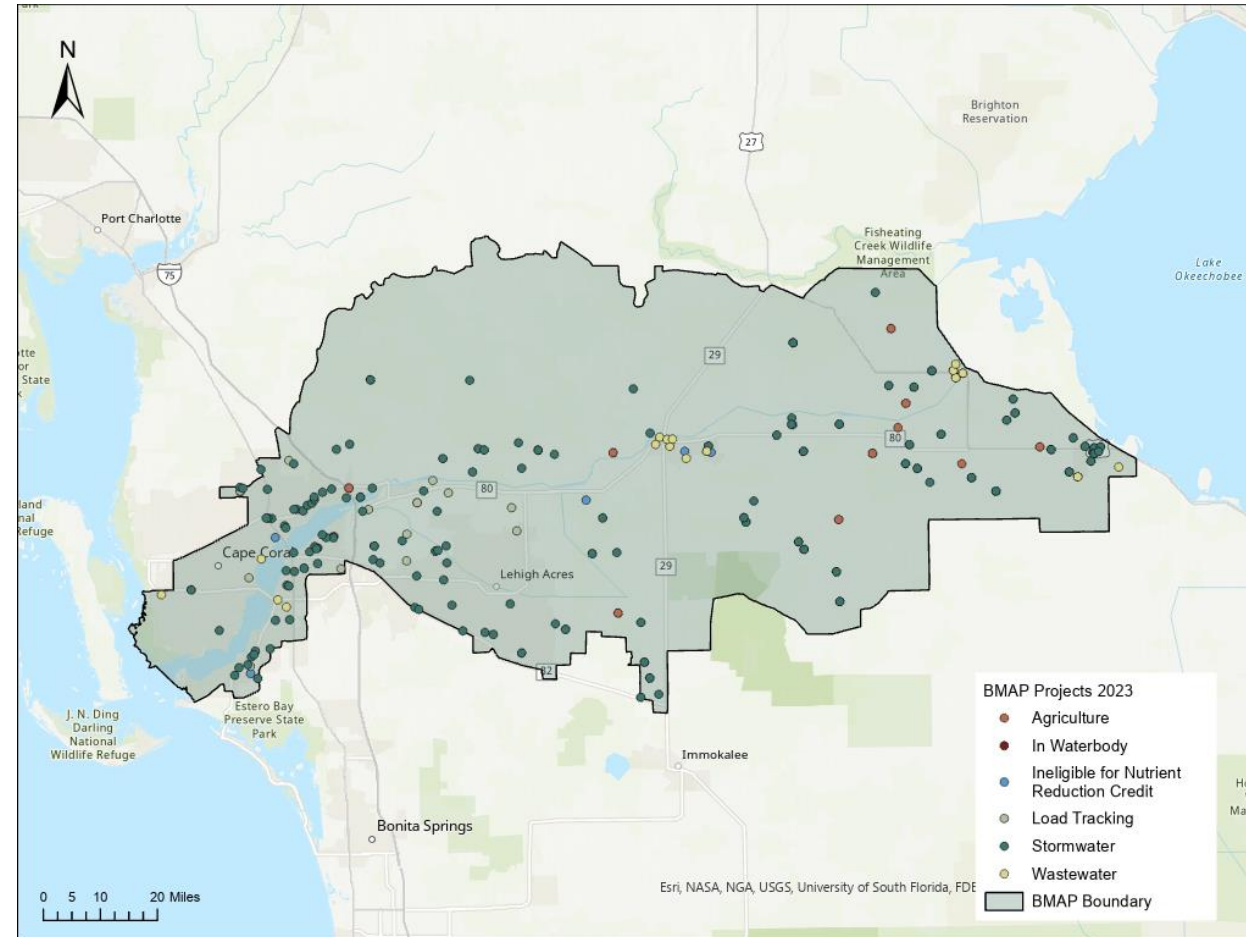 Park
N
Brighton
Reservation
27
Port Charlotte
75
Fisheating
Creek Wildlife
Management
Area
Lake
Okeechobee
State
29
80
80
Cape Coral
Lehigh Acres
29
82
Estero Bay
Preserve State
Park
J. N. Ding
Darling
National
Wildlife Refuge
Immokalee
Bonita Springs
BMAP Projects 2023
Agriculture
In Waterbody
Ineligible for Nutrient
Reduction Credit
Load Tracking
Stormwater
Wastewater
BMAP Boundary
0 5 10 20 Miles
Esri, NASA, NGA, USGS, University of South Florida, FDE